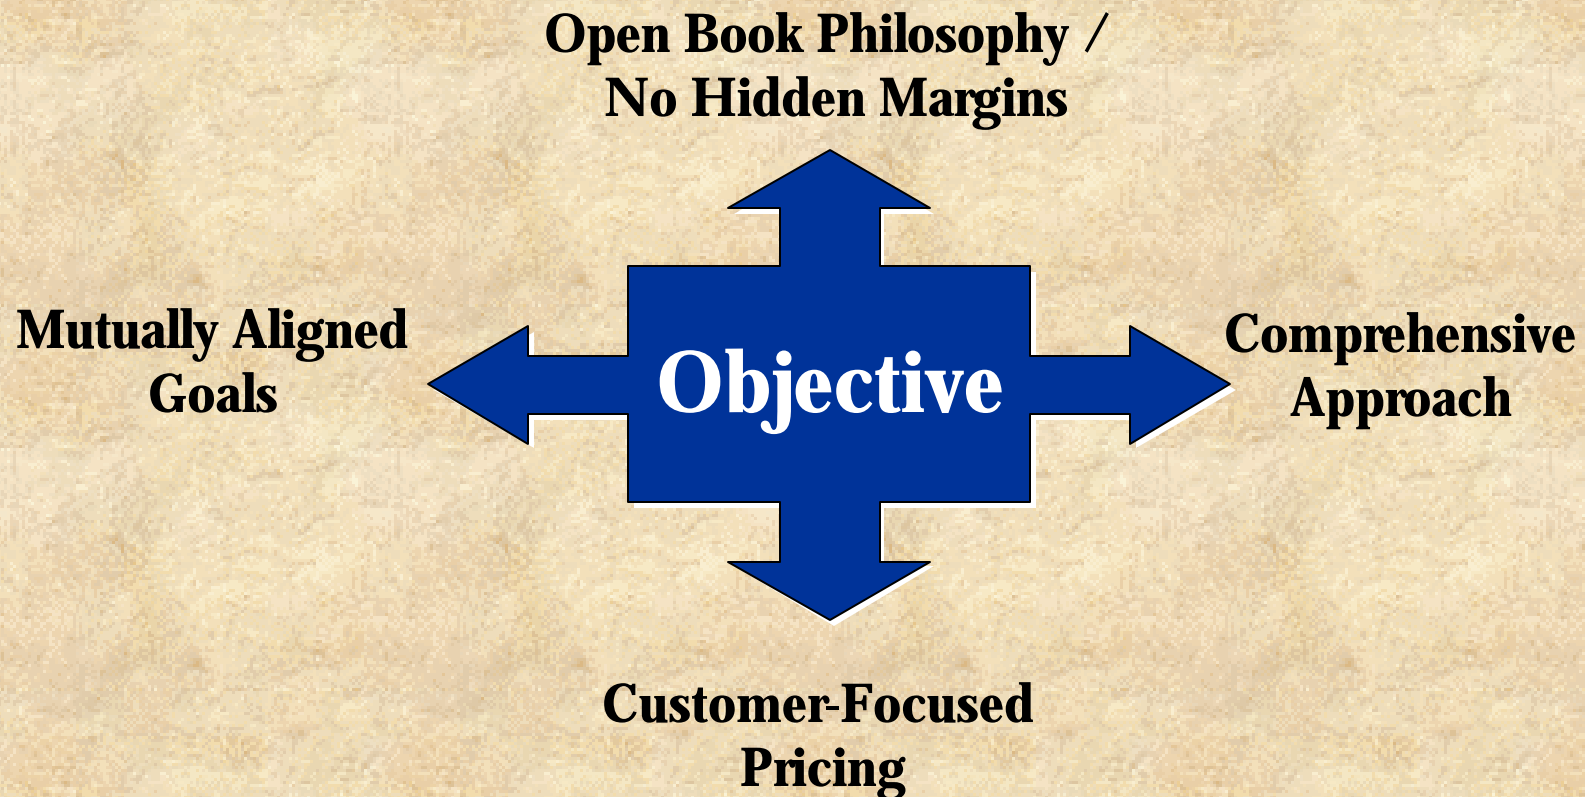 Open Book Philosophy /
No Hidden Margins
Mutually Aligned
Goals
Objective
Comprehensive
Approach
Customer-Focused
Pricing